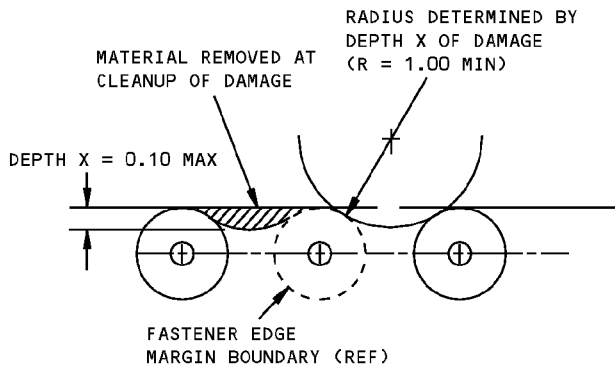 RADIUS DETERMINED BY
DEPTH X OF DAMAGE
(R = 1.00 MIN)
MATERIAL REMOVED AT
CLEANUP OF DAMAGE
DEPTH X = 0.10 MAX
FASTENER EDGE
MARGIN BOUNDARY (REF)